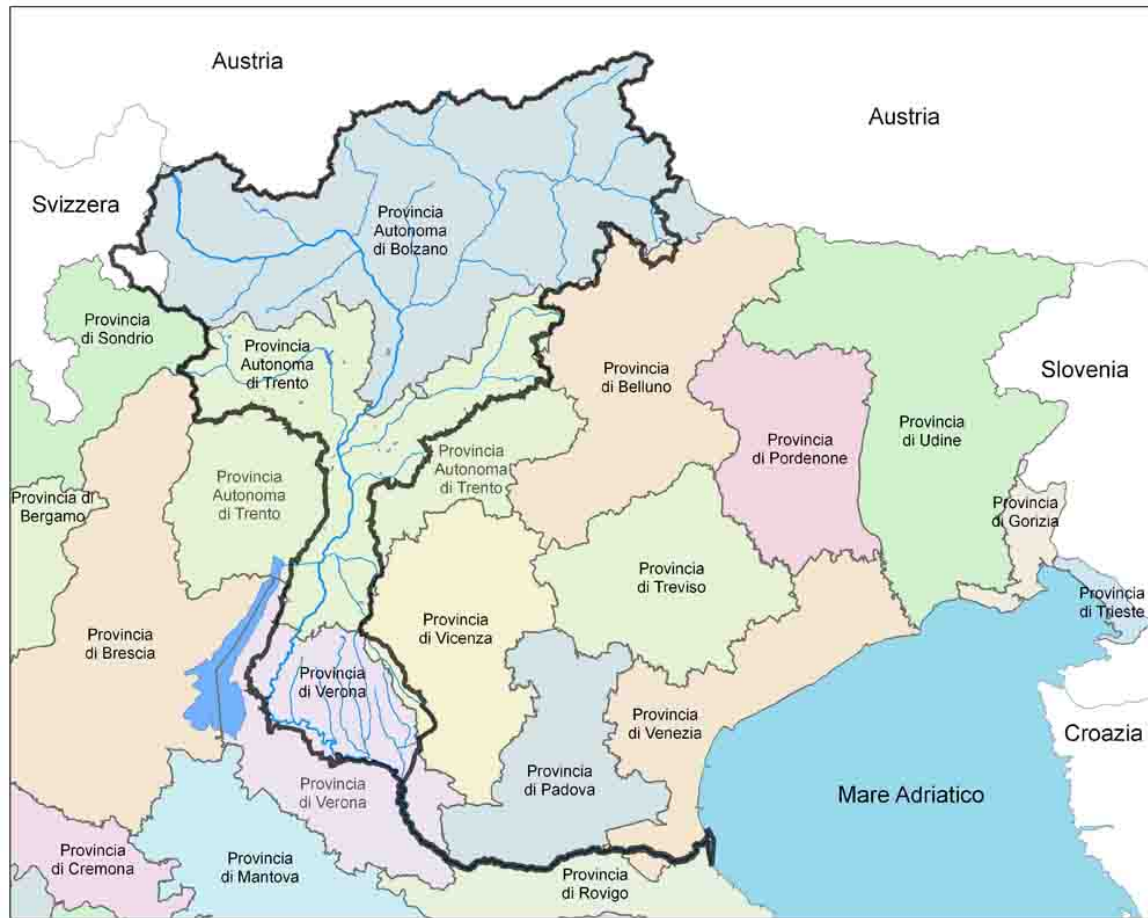 Austria
Austria
Svizzera
Provincia
Autonoma
di Bolzano
Provincia
di Sondrio
Provincia
Autonoma
di Trento
Provincia
di Belluno
Slovenia
Provincia
di Udine
Provincia
di Pordenone
Provincia
Autonoma
di Trento
Provincia
Autonoma
di Trento
Provincia di
Bergamo
Provincia
di Gorizia
Provincia
di Treviso
Provincia
di Trieste
Provincia
di Vicenza
Provincia
di Brescia
Provincia
di Verona
Provincia
di Venezia
Croazia
Provincia
di Padova
Provincia
di Verona
Mare Adriatico
Provincia
di Cremona
Provincia
di Mantova
Provincia
di Rovigo